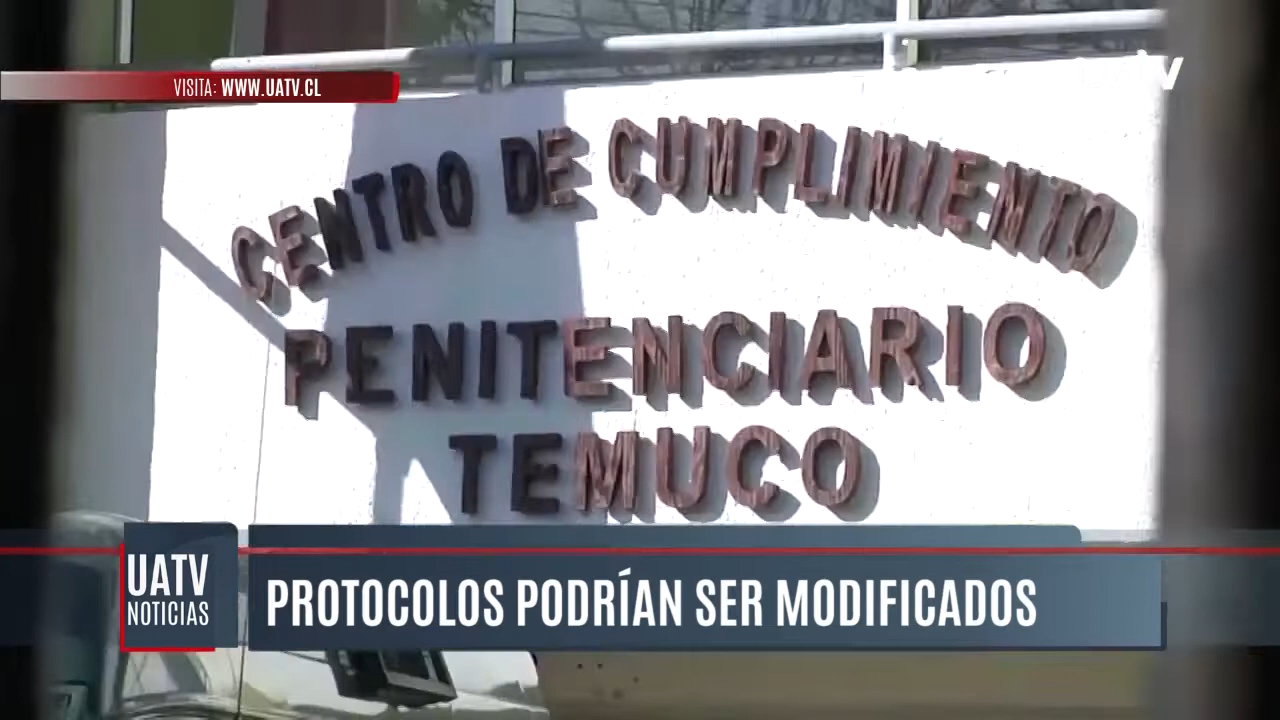 VISITA: WWW.UATV.CL
CENTRO DE CUMPLIMIENTO
PENITENCIARIO
TEMUCO
UATV
NOTICIAS
PROTOCOLOS PODRÍAN SER MODIFICADOS